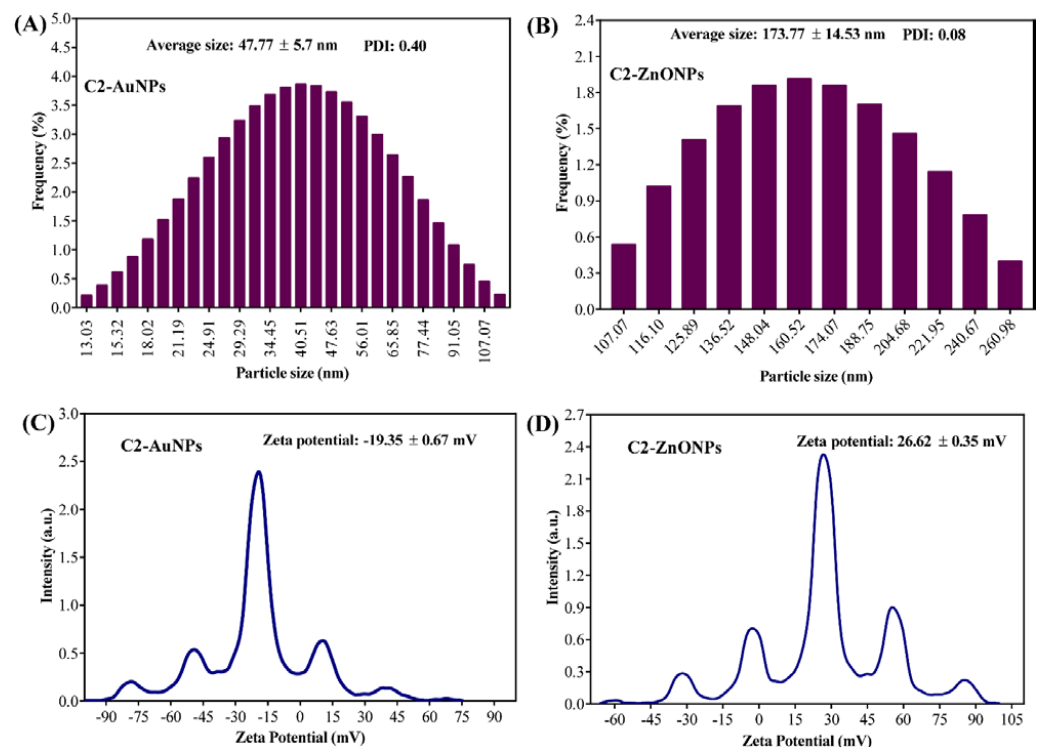 (A)
Average size: 47.77 ± 5.7 nm PDI: 0.40
C2-AuNPs
Frequency (%)
5.0
4.5
4.0
3.5
3.0
2.5
2.0
1.5
1.0
0.5
0.0
13.03 15.32 18.02 21.19 24.91 29.29 34.45 40.51 47.63 56.01 65.85 77.44 91.05 107.07
Particle size (nm)
(B)
Average size: 173.77 ± 14.53 nm PDI: 0.08
C2-ZnONPs
Frequency (%)
2.4
2.1
1.8
1.5
1.2
0.9
0.6
0.3
0.0
107.07 116.10 125.89 136.52 148.04 160.52 174.07 188.75 204.68 221.95 240.67 260.98
Particle size (nm)
(C)
C2-AuNPs
Zeta potential: -19.35 ± 0.67 mV
Intensity (a.u.)
3.0
2.5
2.0
1.5
1.0
0.5
0.0
-90 -75 -60 -45 -30 -15 0 15 30 45 60 75 90
Zeta Potential (mV)
(D)
Zeta potential: 26.62 ± 0.35 mV
C2-ZnONPs
Intensity (a.u.)
2.7
2.4
2.1
1.8
1.5
1.2
0.9
0.6
0.3
0.0
-60 -45 -30 -15 0 15 30 45 60 75 90 105
Zeta Potential (mV)